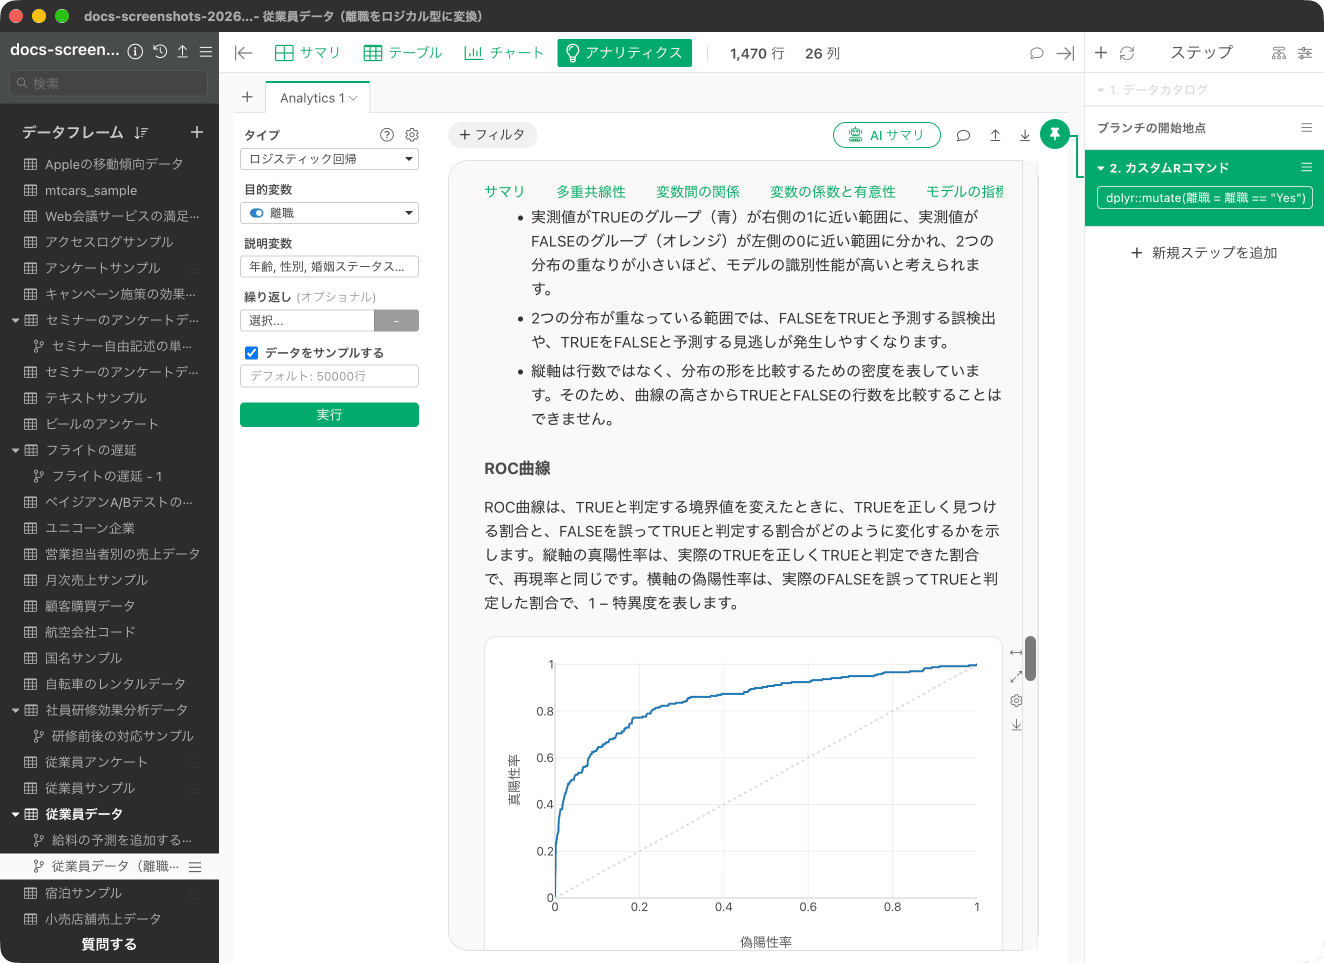 docs-screenshots-2026...- 従業員データ（離職をロジカル型に変換）
docs-screen...
検索
データフレーム
Appleの移動傾向データ
mtcars_sample
Web会議サービスの満足...
アクセスログサンプル
アンケートサンプル
キャンペーン施策の効果...
セミナーのアンケートデ...
セミナー自由記述の単...
セミナーのアンケートデ...
テキストサンプル
ビールのアンケート
フライトの遅延
フライトの遅延 - 1
ベイジアンA/Bテストの...
ユニコーン企業
営業担当者別の売上データ
月次売上サンプル
顧客購買データ
航空会社コード
国名サンプル
自転車のレンタルデータ
社員研修効果分析データ
研修前後の対応サンプル
従業員アンケート
従業員サンプル
従業員データ
給料の予測を追加する...
従業員データ（離職...
宿泊サンプル
小売店舗売上データ
質問する
サマリ
テーブル
チャート
アナリティクス
1,470 行
26 列
Analytics 1
タイプ
ロジスティック回帰
目的変数
離職
説明変数
年齢, 性別, 婚姻ステータス...
繰り返し (オプショナル)
選択...
-
データをサンプルする
デフォルト: 50000行
実行
+ フィルタ
AI サマリ
サマリ
多重共線性
変数間の関係
変数の係数と有意性
モデルの指標
• 実測値がTRUEのグループ（青）が右側の1に近い範囲に、実測値が
FALSEのグループ（オレンジ）が左側の0に近い範囲に分かれ、2つの
分布の重なりが小さいほど、モデルの識別性能が高いと考えられま
す。
• 2つの分布が重なっている範囲では、FALSEをTRUEと予測する誤検出
や、TRUEをFALSEと予測する見逃しが発生しやすくなります。
• 縦軸は行数ではなく、分布の形を比較するための密度を表していま
す。そのため、曲線の高さからTRUEとFALSEの行数を比較することは
できません。
ROC曲線
ROC曲線は、TRUEと判定する境界値を変えたときに、TRUEを正しく見つけ
る割合と、FALSEを誤ってTRUEと判定する割合がどのように変化するかを示
します。縦軸の真陽性率は、実際のTRUEを正しくTRUEと判定できた割合
で、再現率と同じです。横軸の偽陽性率は、実際のFALSEを誤ってTRUEと判
定した割合で、1 – 特異度を表します。
1
0.8
0.6
0.4
0.2
0
真陽性率
0
0.2
0.4
0.6
0.8
1
偽陽性率
ステップ
1. データカタログ
ブランチの開始地点
2. カスタムRコマンド
dplyr::mutate(離職 = 離職 == "Yes")
+ 新規ステップを追加